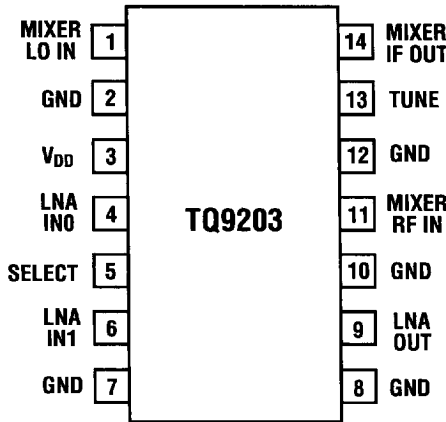 MIXER
LO IN
1
GND
2
VDD
3
LNA
IN0
4
SELECT
5
LNA
IN1
6
GND
7
TQ9203
14
MIXER
IF OUT
13
TUNE
12
GND
11
MIXER
RF IN
10
GND
9
LNA
OUT
8
GND